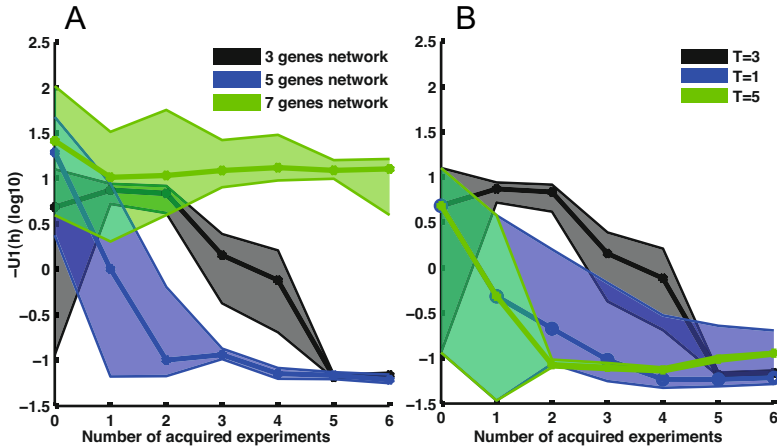 A
B
3 genes network
5 genes network
7 genes network
T=3
T=1
T=5
-U1(h) (log10)
2.5
2
1.5
1
0.5
0
−0.5
−1
−1.5
0 1 2 3 4 5 6
Number of acquired experiments
2.5
2
1.5
1
0.5
0
−0.5
−1
−1.5
0 1 2 3 4 5 6
Number of acquired experiments